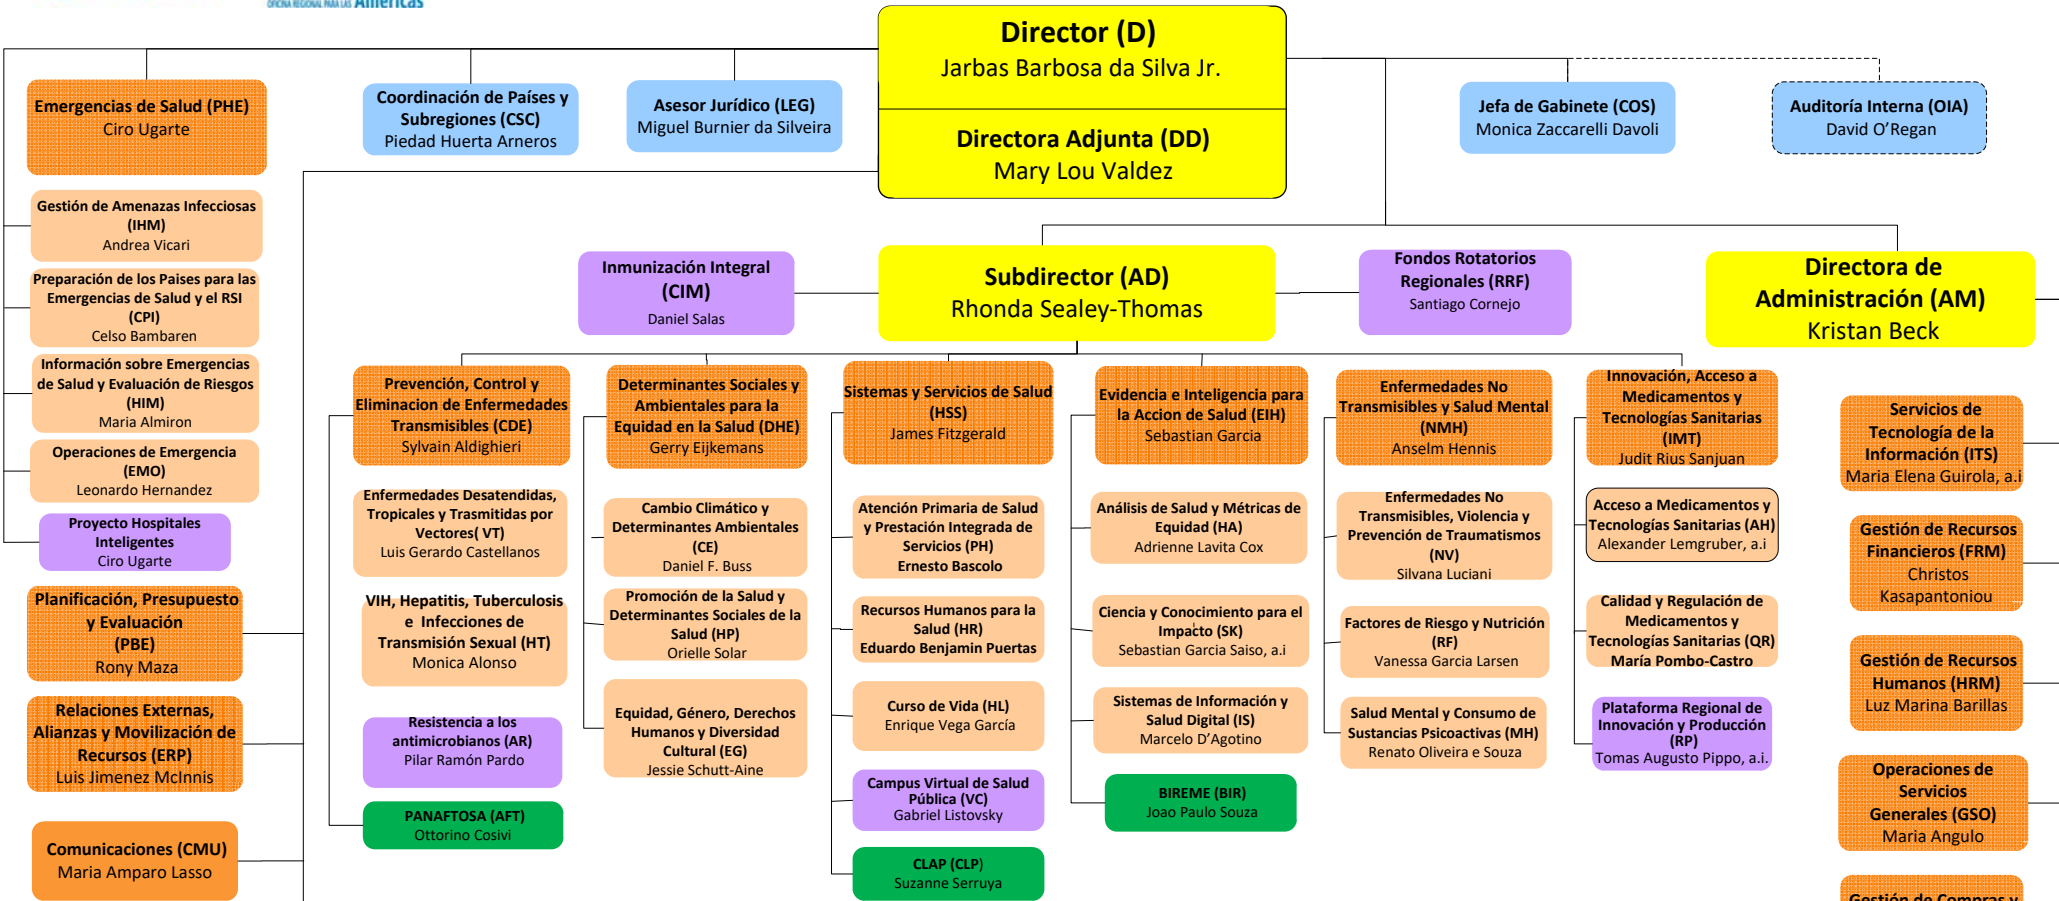 OFICINA REGIONAL PARA LAS Américas
Director (D)
Jarbas Barbosa da Silva Jr.
Directora Adjunta (DD)
Mary Lou Valdez
Emergencias de Salud (PHE)
Ciro Ugarte
Coordinación de Países y
Subregiones (CSC)
Piedad Huerta Arneros
Asesor Jurídico (LEG)
Miguel Burnier da Silveira
Jefa de Gabinete (COS)
Monica Zaccarelli Davoli
Auditoría Interna (OIA)
David O’Regan
Gestión de Amenazas Infecciosas
(IHM)
Andrea Vicari
Preparación de los Paises para las
Emergencias de Salud y el RSI
(CPI)
Celso Bambaren
Información sobre Emergencias
de Salud y Evaluación de Riesgos
(HIM)
Maria Almiron
Operaciones de Emergencia
(EMO)
Leonardo Hernandez
Proyecto Hospitales
Inteligentes
Ciro Ugarte
Planificación, Presupuesto
y Evaluación
(PBE)
Rony Maza
Relaciones Externas,
Alianzas y Movilización de
Recursos (ERP)
Luis Jimenez McInnis
Comunicaciones (CMU)
Maria Amparo Lasso
Inmunización Integral
(CIM)
Daniel Salas
Subdirector (AD)
Rhonda Sealey-Thomas
Fondos Rotatorios
Regionales (RRF)
Santiago Cornejo
Directora de
Administración (AM)
Kristan Beck
Prevención, Control y
Eliminacion de Enfermedades
Transmisibles (CDE)
Sylvain Aldighieri
Enfermedades Desatendidas,
Tropicales y Trasmitidas por
Vectores( VT)
Luis Gerardo Castellanos
VIH, Hepatitis, Tuberculosis
e Infecciones de
Transmisión Sexual (HT)
Monica Alonso
Resistencia a los
antimicrobianos (AR)
Pilar Ramón Pardo
PANAFTOSA (AFT)
Ottorino Cosivi
Determinantes Sociales y
Ambientales para la
Equidad en la Salud (DHE)
Gerry Eijkemans
Cambio Climático y
Determinantes Ambientales
(CE)
Daniel F. Buss
Promoción de la Salud y
Determinantes Sociales de la
Salud (HP)
Orielle Solar
Equidad, Género, Derechos
Humanos y Diversidad
Cultural (EG)
Jessie Schutt-Aine
Sistemas y Servicios de Salud
(HSS)
James Fitzgerald
Atención Primaria de Salud
y Prestación Integrada de
Servicios (PH)
Ernesto Bascolo
Recursos Humanos para la
Salud (HR)
Eduardo Benjamin Puertas
Curso de Vida (HL)
Enrique Vega García
Campus Virtual de Salud
Pública (VC)
Gabriel Listovsky
CLAP (CLP)
Suzanne Serruya
Evidencia e Inteligencia para
la Accion de Salud (EIH)
Sebastian Garcia
Análisis de Salud y Métricas de
Equidad (HA)
Adrienne Lavita Cox
Ciencia y Conocimiento para el
Impacto (SK)
Sebastian Garcia Saiso, a.i
Sistemas de Información y
Salud Digital (IS)
Marcelo D’Agotino
BIREME (BIR)
Joao Paulo Souza
Enfermedades No
Transmisibles y Salud Mental
(NMH)
Anselm Hennis
Enfermedades No
Transmisibles, Violencia y
Prevención de Traumatismos
(NV)
Silvana Luciani
Factores de Riesgo y Nutrición
(RF)
Vanessa Garcia Larsen
Salud Mental y Consumo de
Sustancias Psicoactivas (MH)
Renato Oliveira e Souza
Innovación, Acceso a
Medicamentos y
Tecnologías Sanitarias
(IMT)
Judit Rius Sanjuan
Acceso a Medicamentos y
Tecnologías Sanitarias (AH)
Alexander Lemgruber, a.i
Calidad y Regulación de
Medicamentos y
Tecnologías Sanitarias (QR)
María Pombo-Castro
Plataforma Regional de
Innovación y Producción
(RP)
Tomas Augusto Pippo, a.i.
Servicios de
Tecnología de la
Información (ITS)
Maria Elena Guirola, a.i
Gestión de Recursos
Financieros (FRM)
Christos
Kasapantoniou
Gestión de Recursos
Humanos (HRM)
Luz Marina Barillas
Operaciones de
Servicios
Generales (GSO)
Maria Angulo
Gestión de Compras y